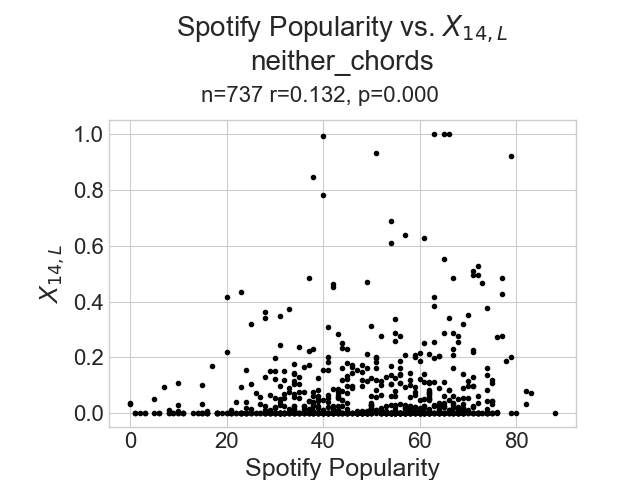 Spotify Popularity vs. X14, L
neither_chords
n=737 r=0.132, p=0.000
1.0
0.8
0.6
0.4
0.2
0.0
X14, L
0 20 40 60 80
Spotify Popularity